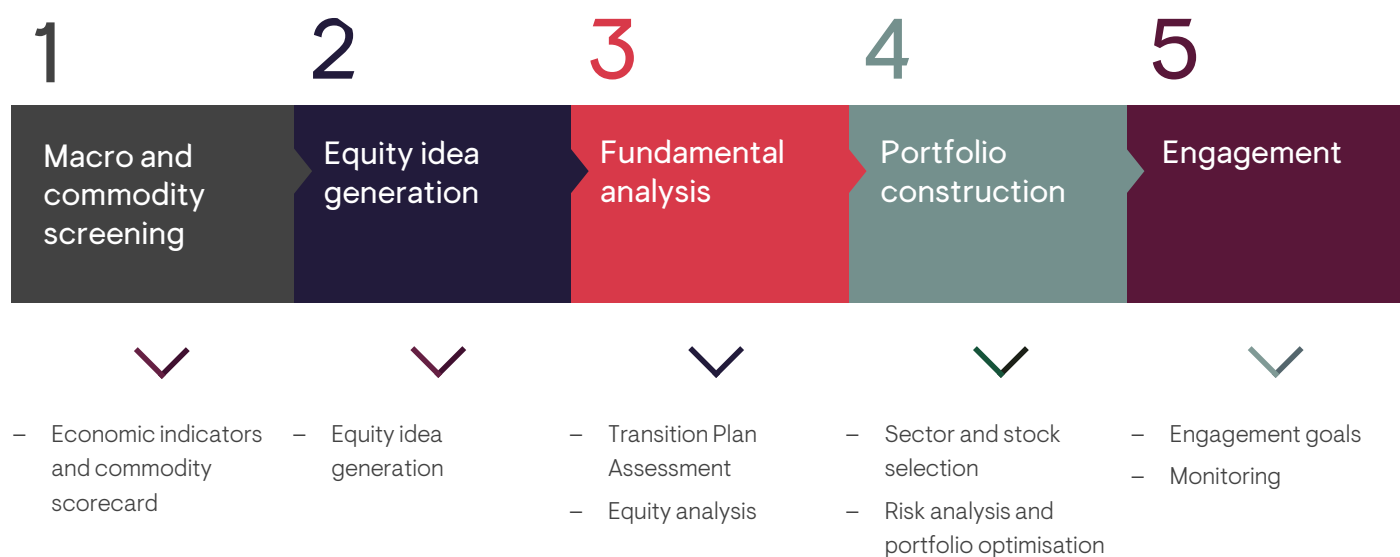 1
2
3
4
5
Macro and
commodity
screening
Equity idea
generation
Fundamental
analysis
Portfolio
construction
Engagement
– Economic indicators
and commodity
scorecard
– Equity idea
generation
– Transition Plan
Assessment
– Equity analysis
– Sector and stock
selection
– Risk analysis and
portfolio optimisation
– Engagement goals
– Monitoring